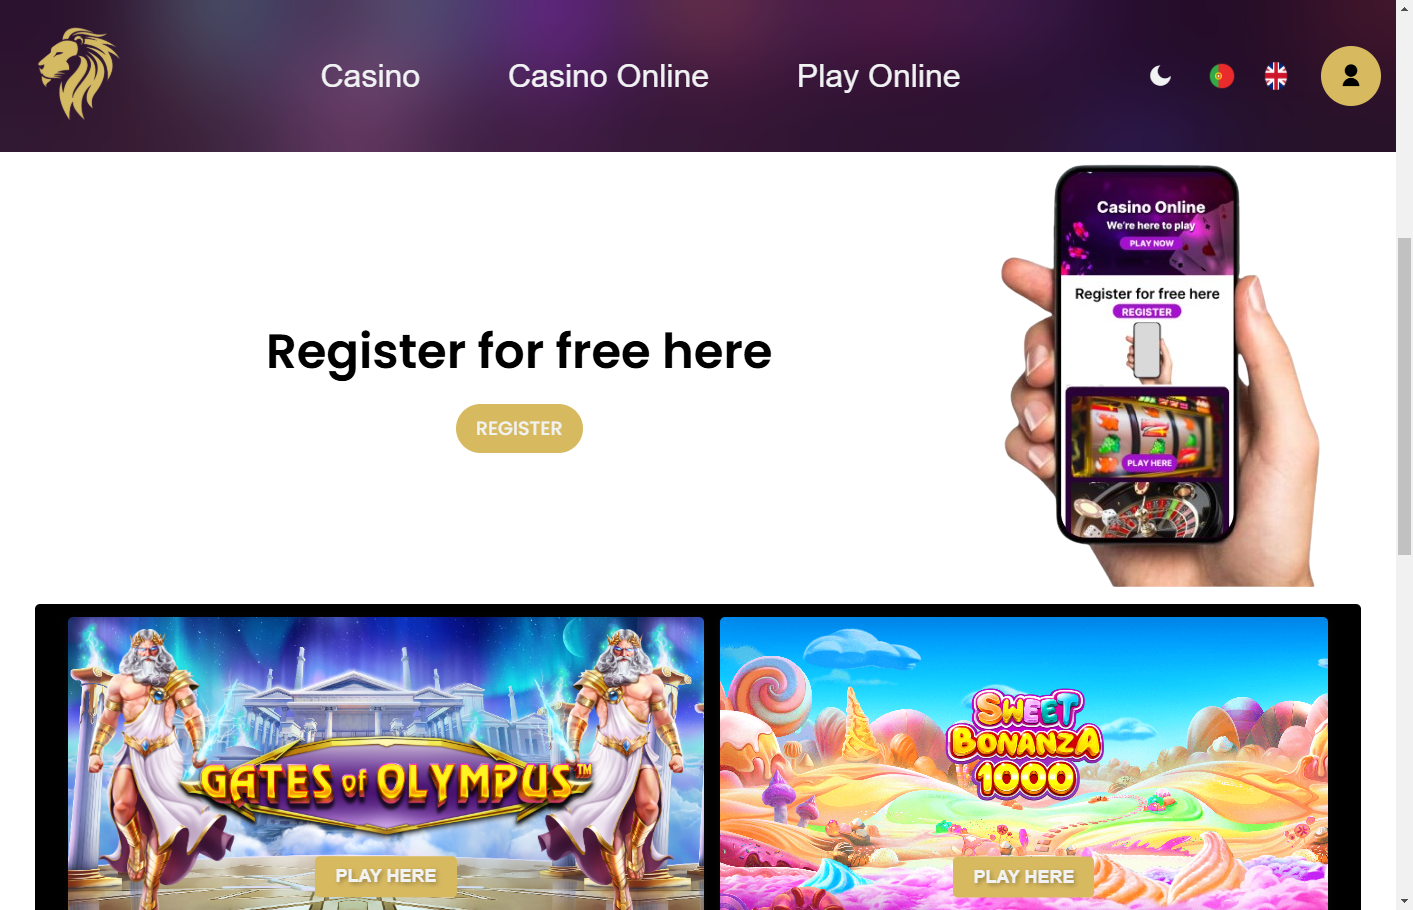 Casino
Casino Online
Play Online
Casino Online
We're here to play
PLAY NOW
Register for free here
REGISTER
PLAY HERE
Register for free here
REGISTER
GATES of OLYMPUS™
PLAY HERE
SWEET
BONANZA
1000
PLAY HERE